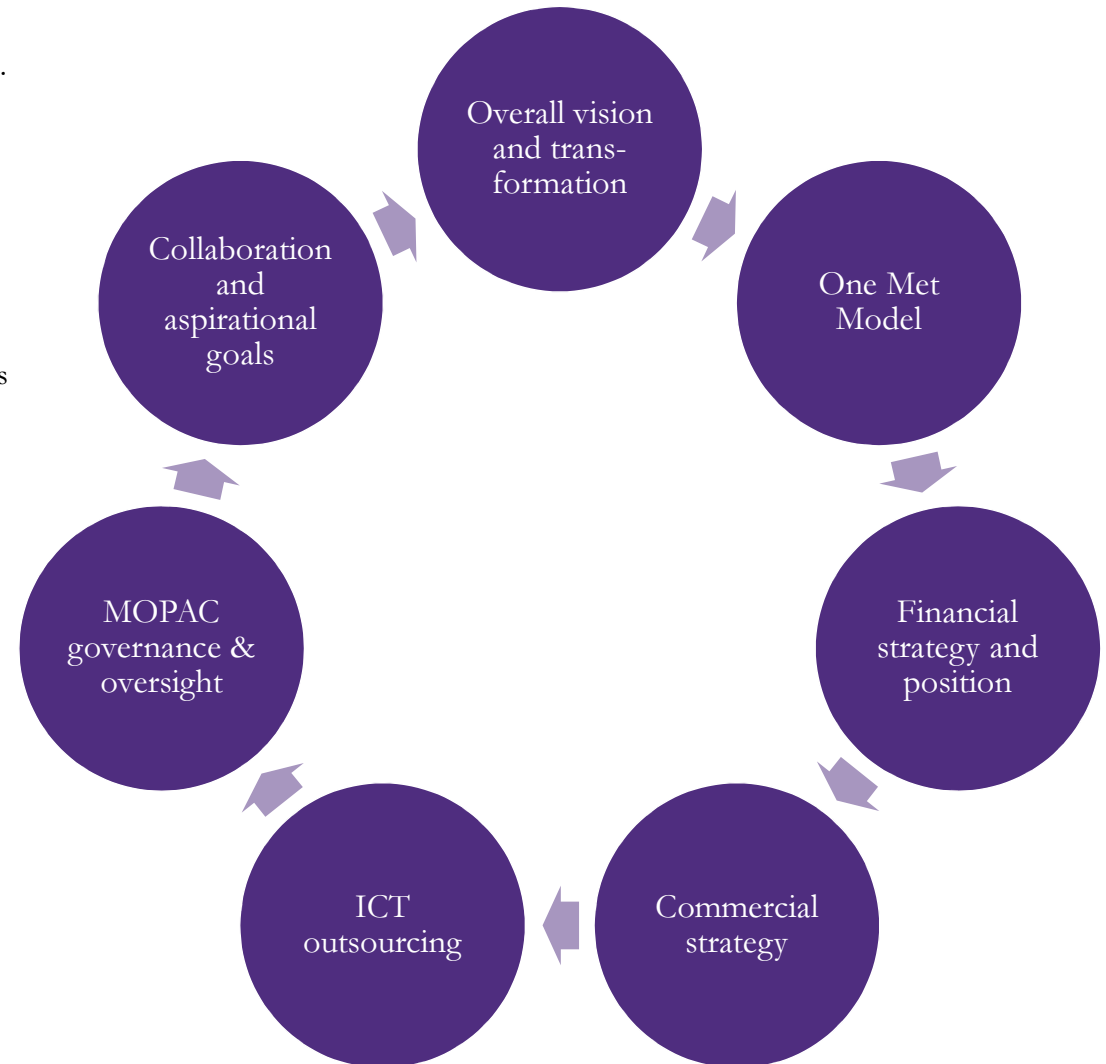 .
Overall vision
and trans-
formation
One Met
Model
Financial
strategy and
position
Commercial
strategy
ICT
outsourcing
MOPAC
governance &
oversight
Collaboration
and
aspirational
goals
s